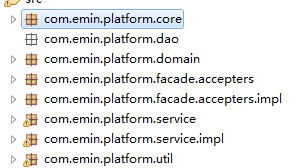 src
com.emin.platform.core
com.emin.platform.dao
com.emin.platform.domain
com.emin.platform.facade.accepters
com.emin.platform.facade.accepters.impl
com.emin.platform.service
com.emin.platform.service.impl
com.emin.platform.util